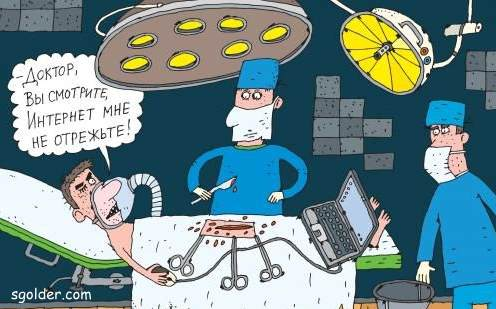 -Доктор,
Вы смотрите,
Интернет мне
не отрежьте!
sgolder.com